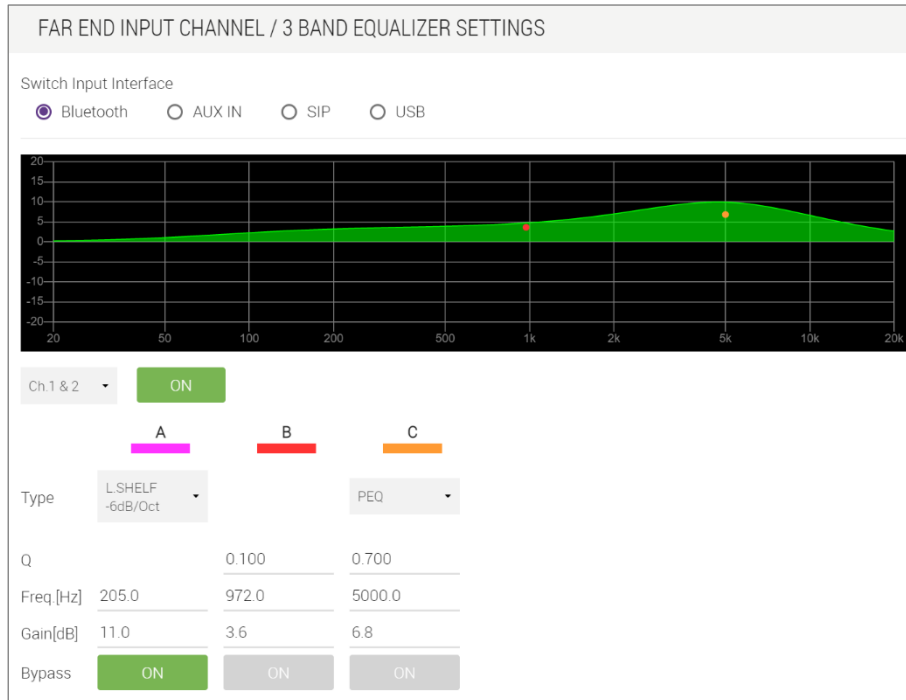 FAR END INPUT CHANNEL / 3 BAND EQUALIZER SETTINGS
Switch Input Interface
Bluetooth AUX IN SIP USB
20
15
10
5
0
-5
-10
-15
-20
20 50 100 200 500 1k 2k 5k 10k 20k
Ch.1 & 2 ON
A B C
Type L.SHELF -6dB/Oct PEQ
Q 0.100 0.700
Freq.[Hz] 205.0 972.0 5000.0
Gain[dB] 11.0 3.6 6.8
Bypass ON ON ON